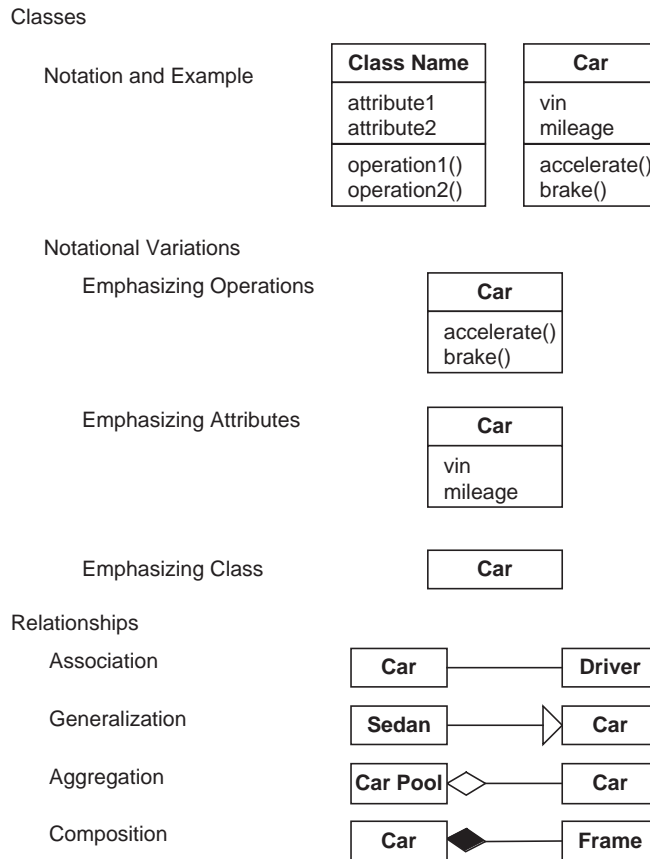 Classes
Notation and Example
Class Name
attribute1
attribute2
operation1()
operation2()
Car
vin
mileage
accelerate()
brake()
Notational Variations
Emphasizing Operations
Car
accelerate()
brake()
Emphasizing Attributes
Car
vin
mileage
Emphasizing Class
Car
Relationships
Association
Car
Driver
Generalization
Sedan
Car
Aggregation
Car Pool
Car
Composition
Car
Frame